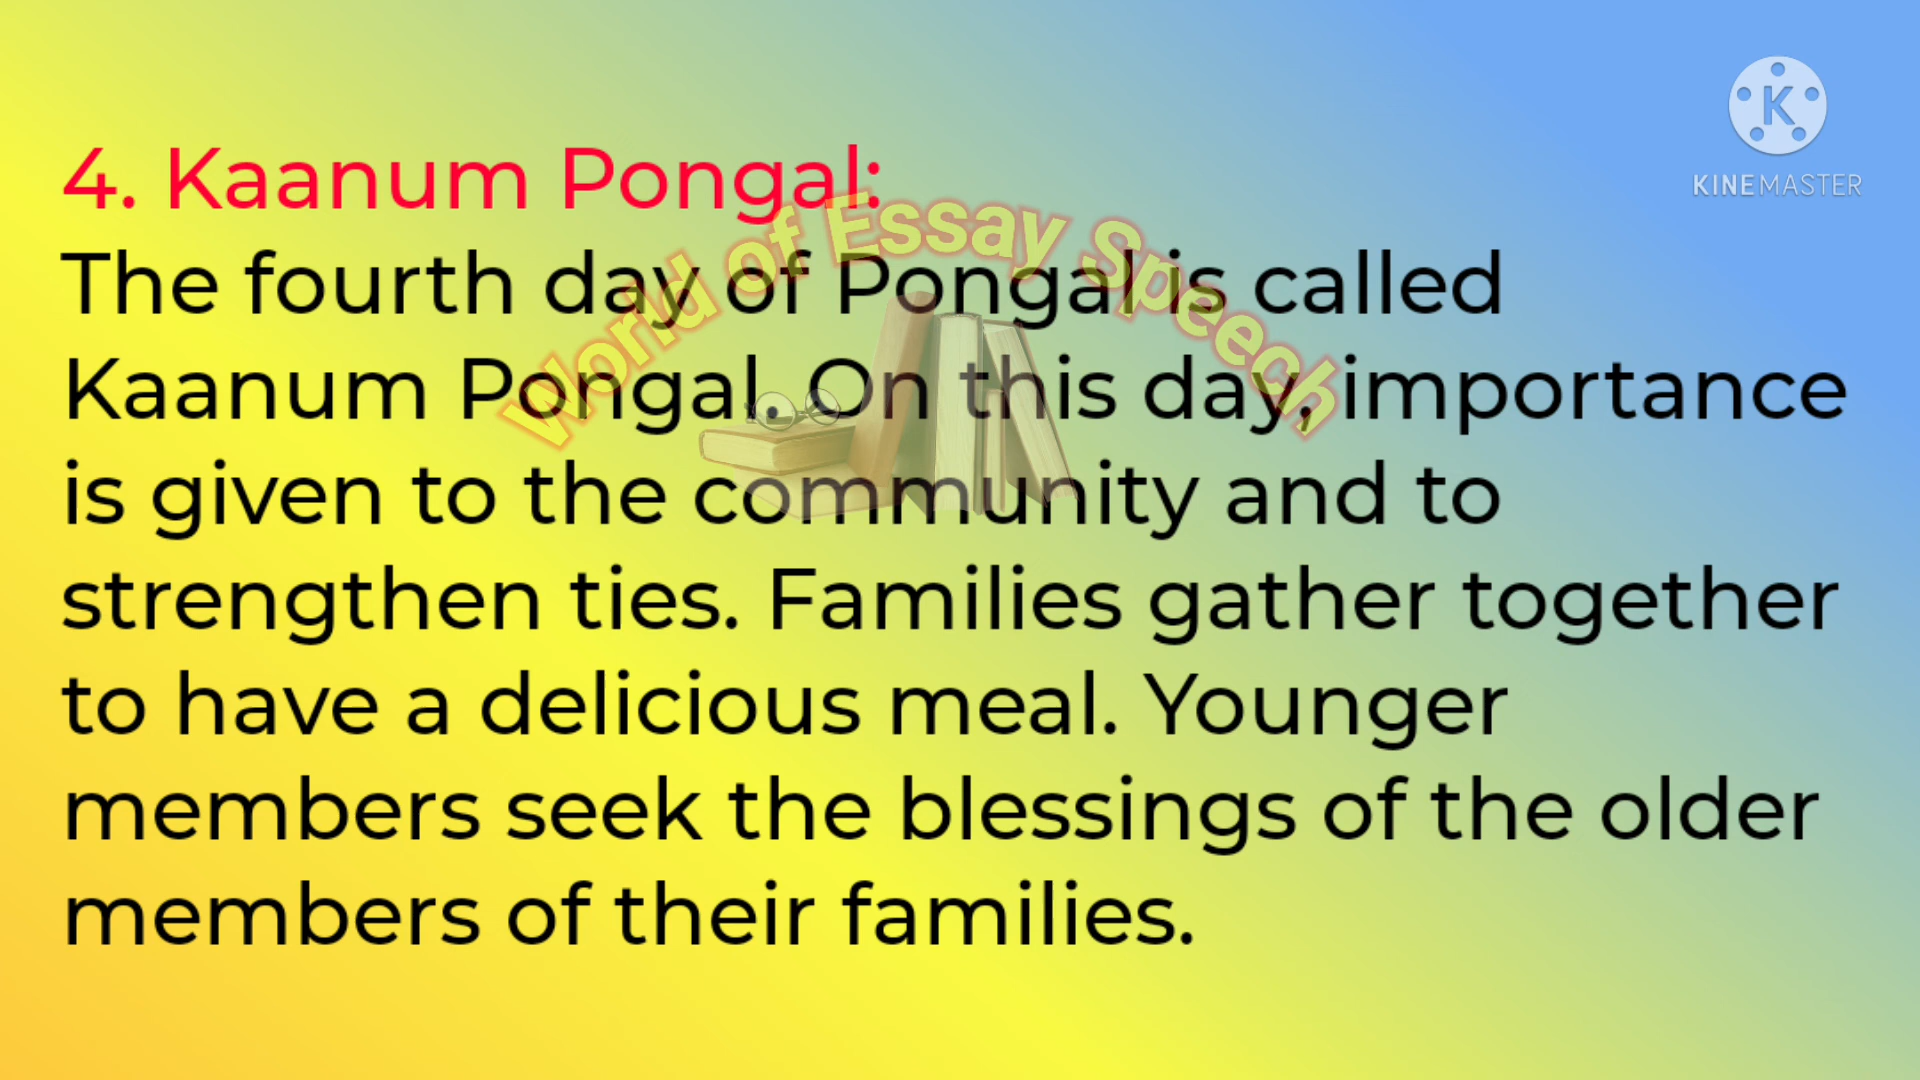 4. Kaanum Pongal:
The fourth day of Pongal is called
Kaanum Pongal. On this day, importance
is given to the community and to
strengthen ties. Families gather together
to have a delicious meal. Younger
members seek the blessings of the older
members of their families.
World of Essay Speech
K
KINEMASTER